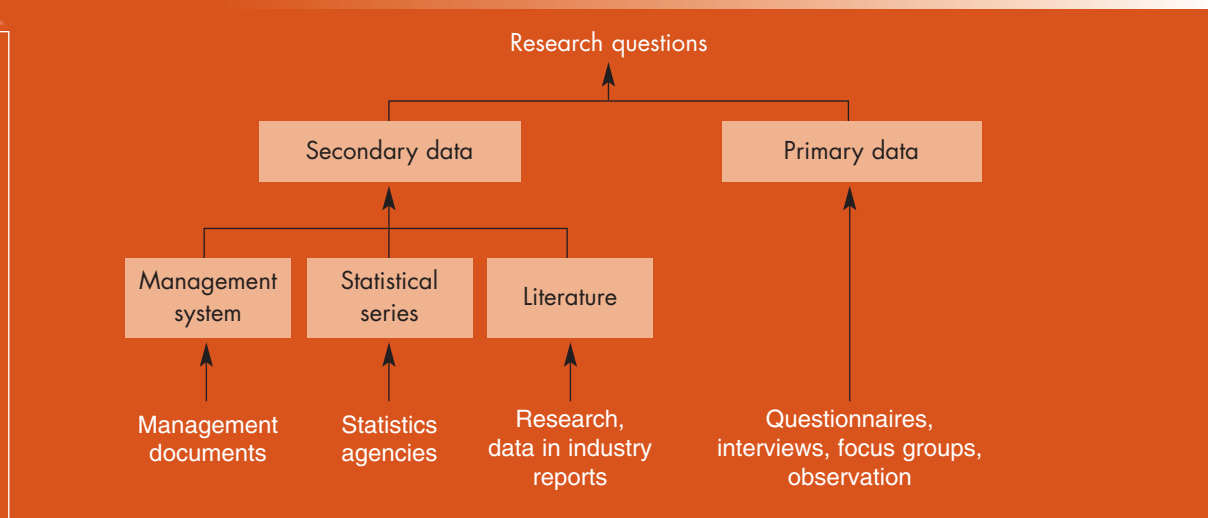 Research questions
Secondary data
Primary data
Management
system
Statistical
series
Literature
Management
documents
Statistics
agencies
Research,
data in industry
reports
Questionnaires,
interviews, focus groups,
observation